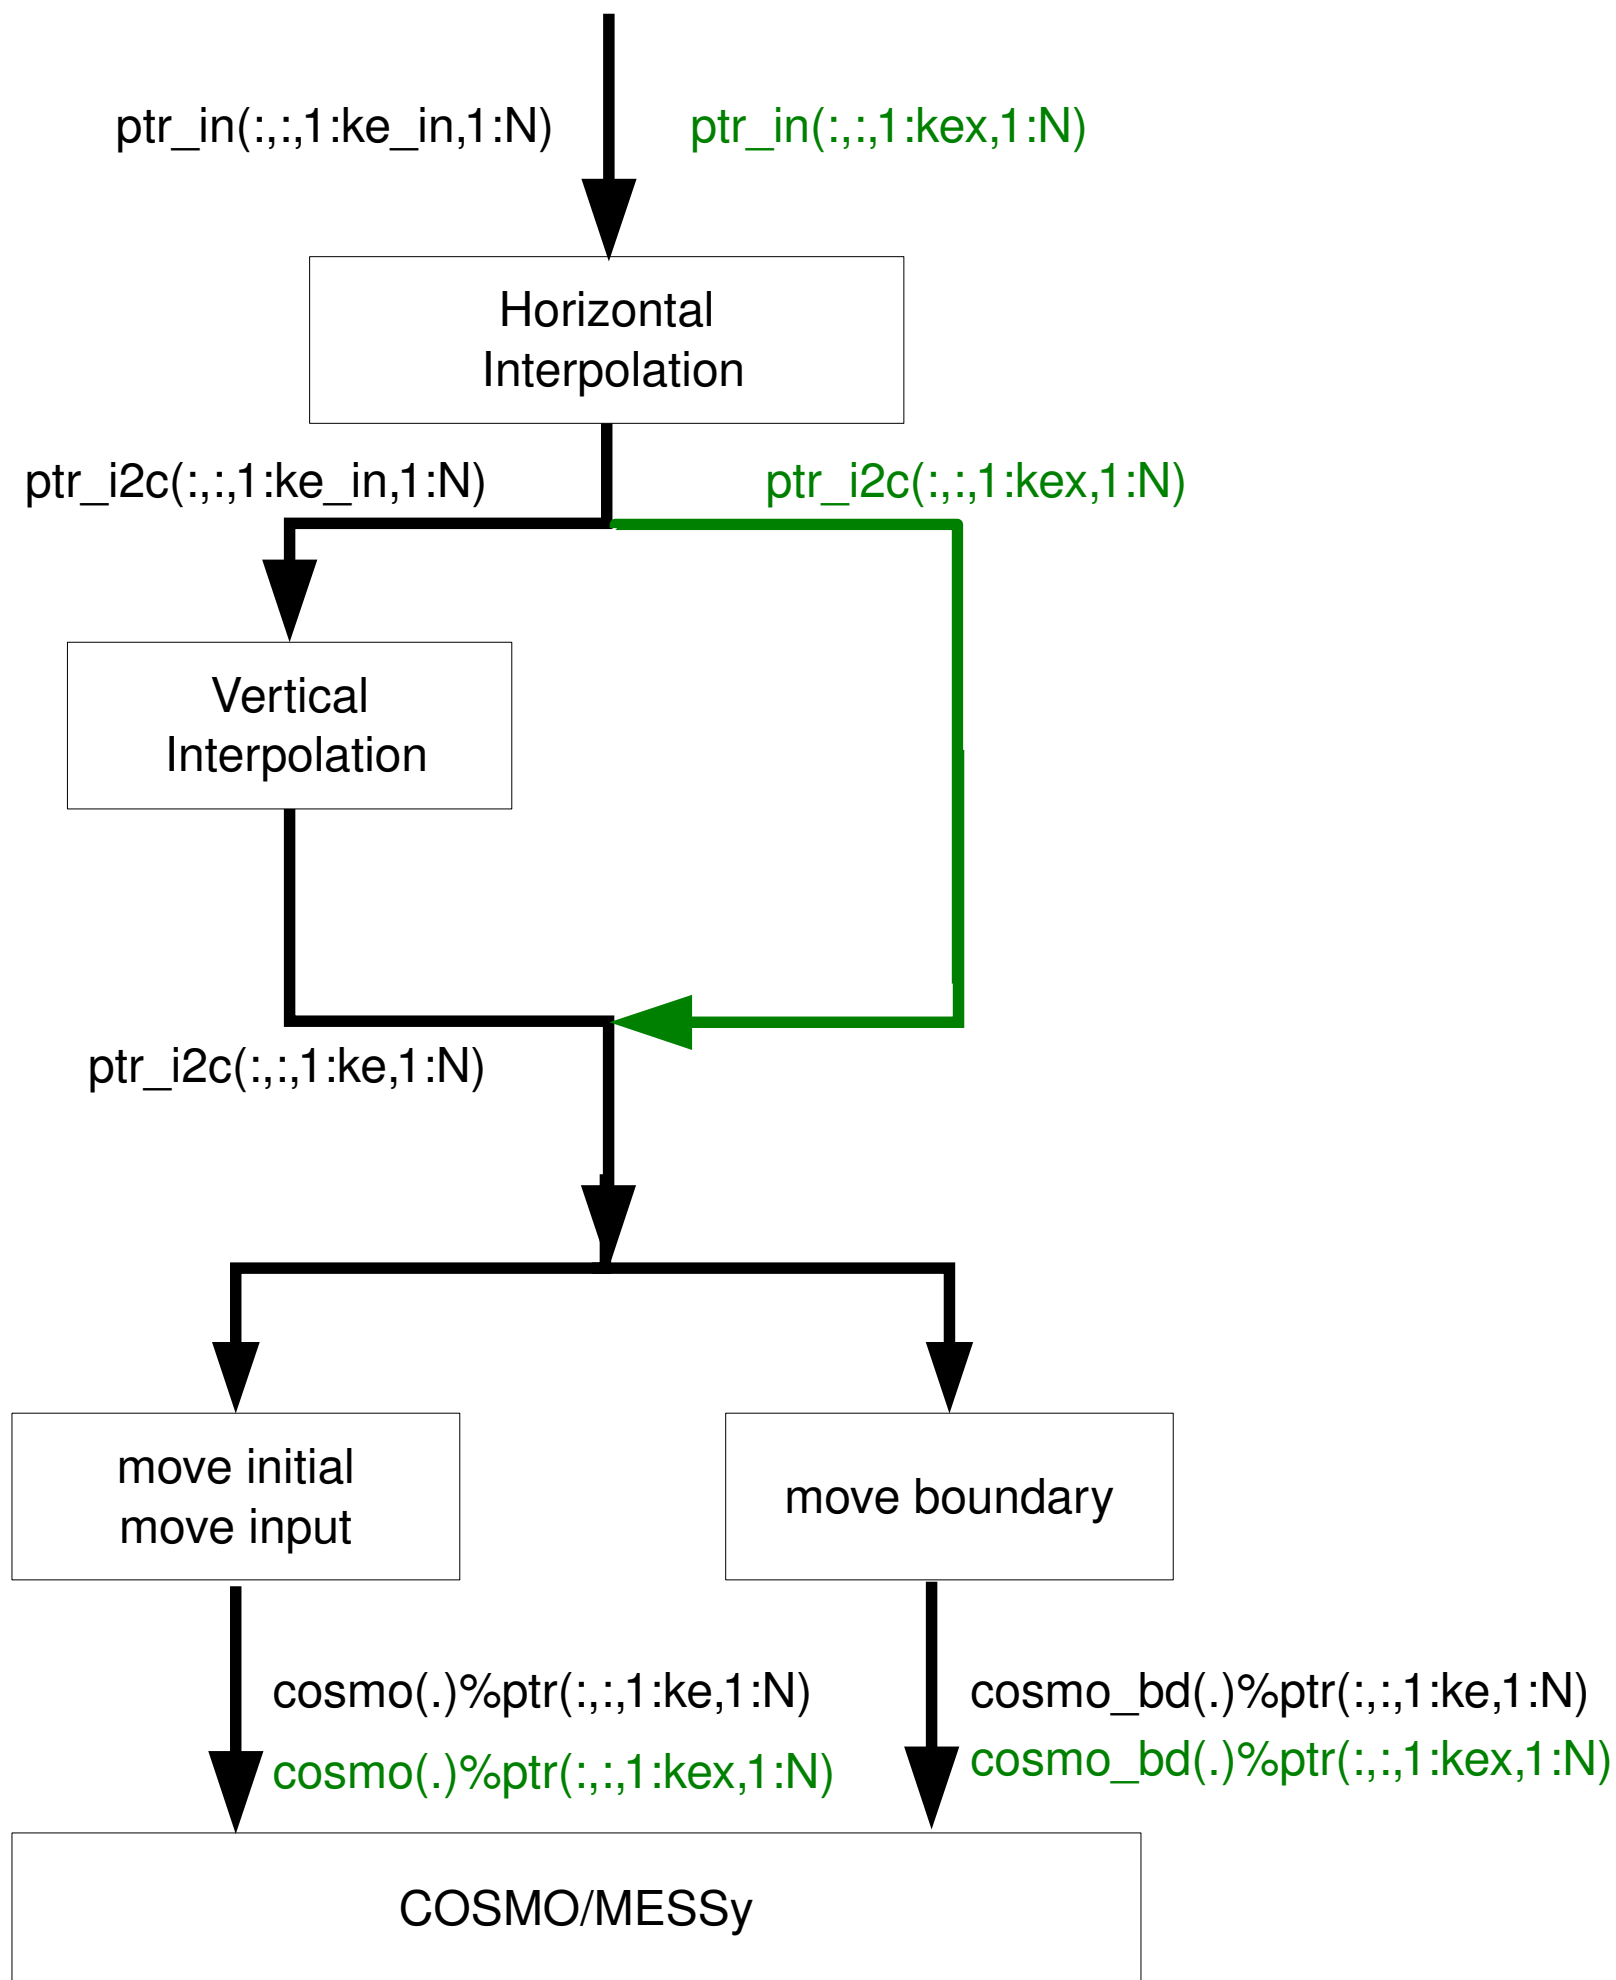 ptr_in(:,:,1:ke_in,1:N)
ptr_in(:,:,1:kex,1:N)
Horizontal
Interpolation
ptr_i2c(:,:,1:ke_in,1:N)
ptr_i2c(:,:,1:kex,1:N)
Vertical
Interpolation
ptr_i2c(:,:,1:ke,1:N)
move initial
move input
move boundary
cosmo(.)%ptr(:,:,1:ke,1:N)
cosmo(.)%ptr(:,:,1:kex,1:N)
cosmo_bd(.)%ptr(:,:,1:ke,1:N)
cosmo_bd(.)%ptr(:,:,1:kex,1:N)
COSMO/MESSy